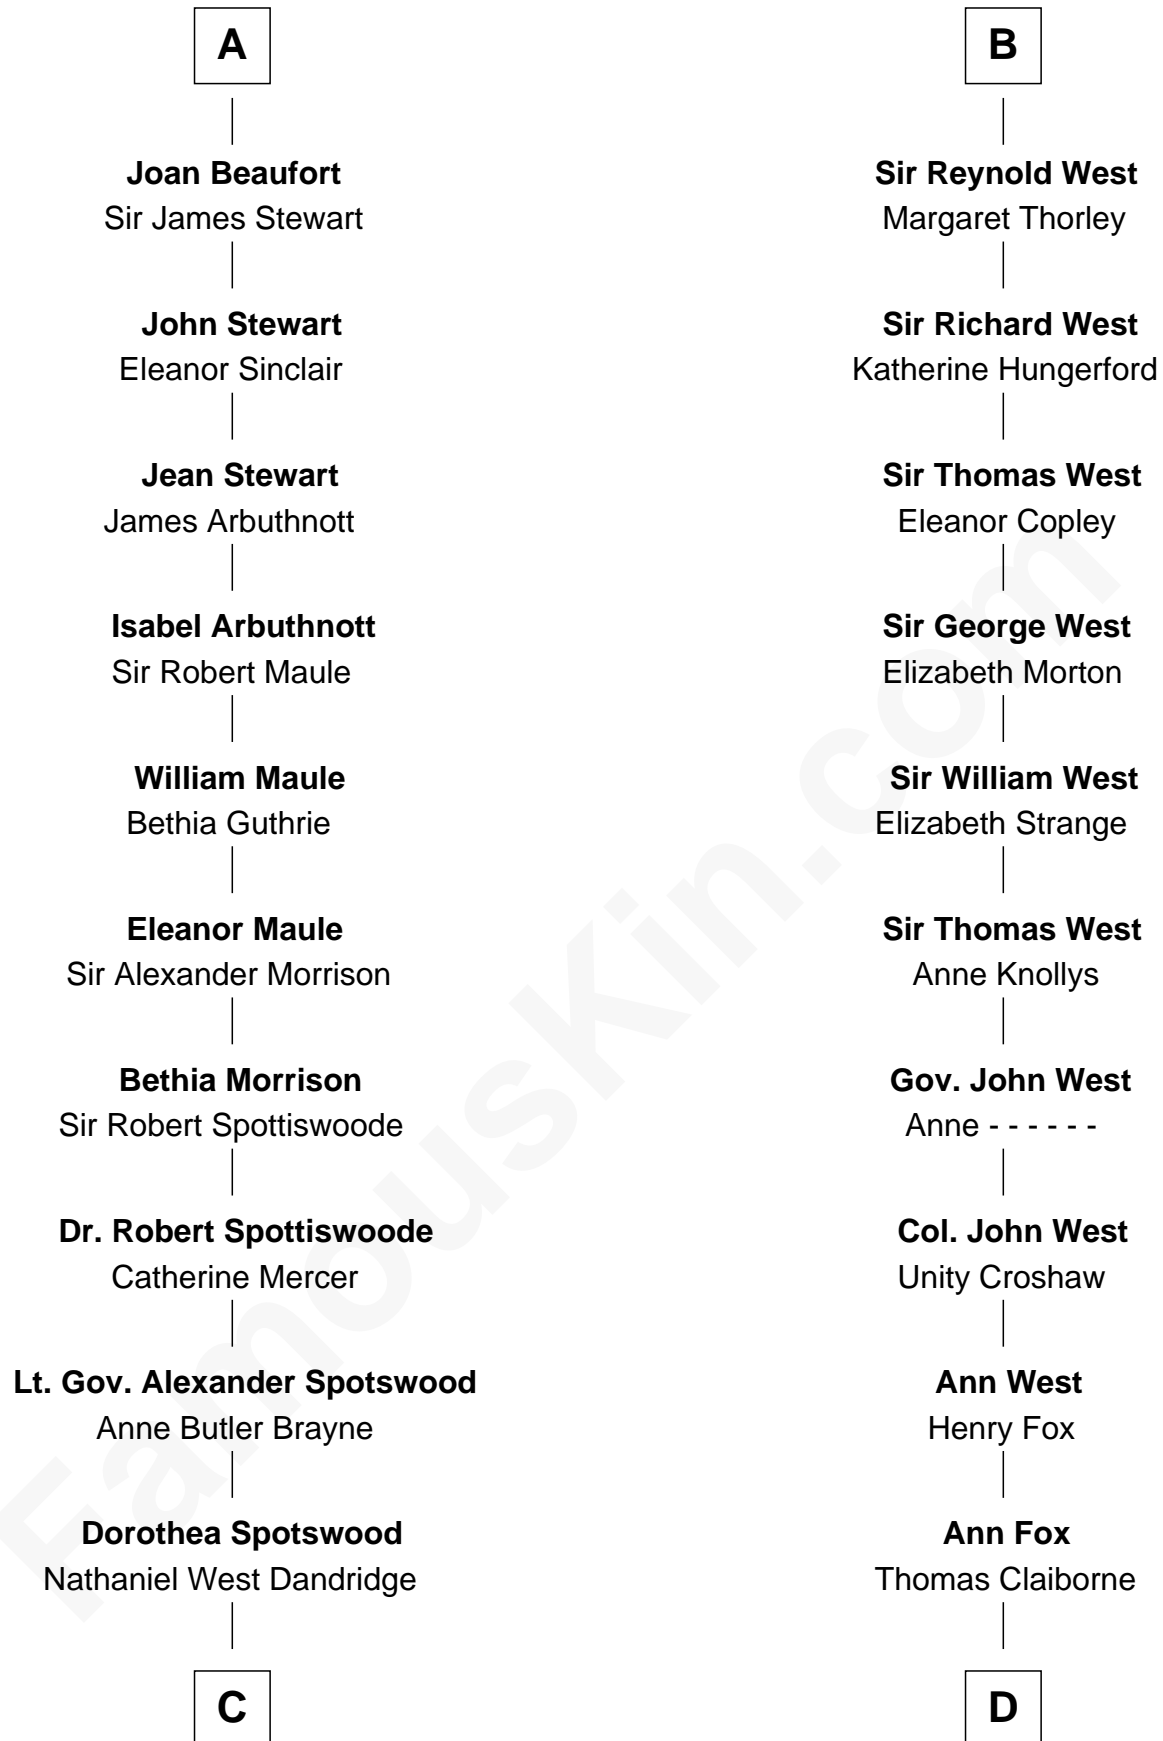 A
Joan Beaufort
Sir James Stewart
John Stewart
Eleanor Sinclair
Jean Stewart
James Arbuthnott
Isabel Arbuthnott
Sir Robert Maule
William Maule
Bethia Guthrie
Eleanor Maule
Sir Alexander Morrison
Bethia Morrison
Sir Robert Spottiswoode
Dr. Robert Spottiswoode
Catherine Mercer
Lt. Gov. Alexander Spotswood
Anne Butler Brayne
Dorothea Spotswood
Nathaniel West Dandridge
C
B
Sir Reynold West
Margaret Thorley
Sir Richard West
Katherine Hungerford
Sir Thomas West
Eleanor Copley
Sir George West
Elizabeth Morton
Sir William West
Elizabeth Strange
Sir Thomas West
Anne Knollys
Gov. John West
Anne - - - - - -
Col. John West
Unity Croshaw
Ann West
Henry Fox
Ann Fox
Thomas Claiborne
D
FamousKin.com